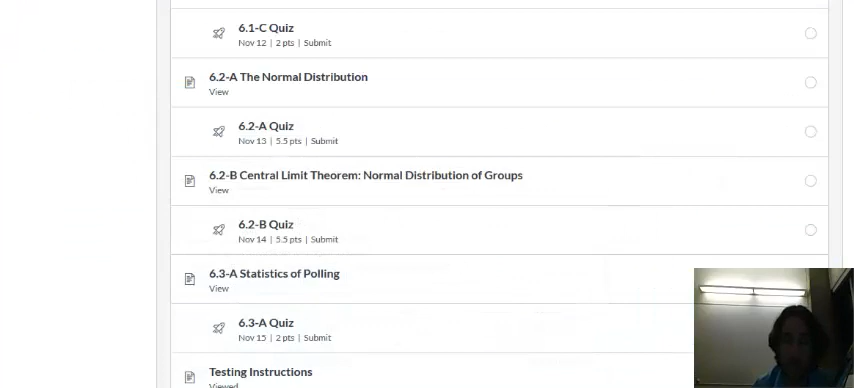 6.1-C Quiz
Nov 12 | 2 pts | Submit
6.2-A The Normal Distribution
View
6.2-A Quiz
Nov 13 | 5.5 pts | Submit
6.2-B Central Limit Theorem: Normal Distribution of Groups
View
6.2-B Quiz
Nov 14 | 5.5 pts | Submit
6.3-A Statistics of Polling
View
6.3-A Quiz
Nov 15 | 2 pts | Submit
Testing Instructions
Viewed